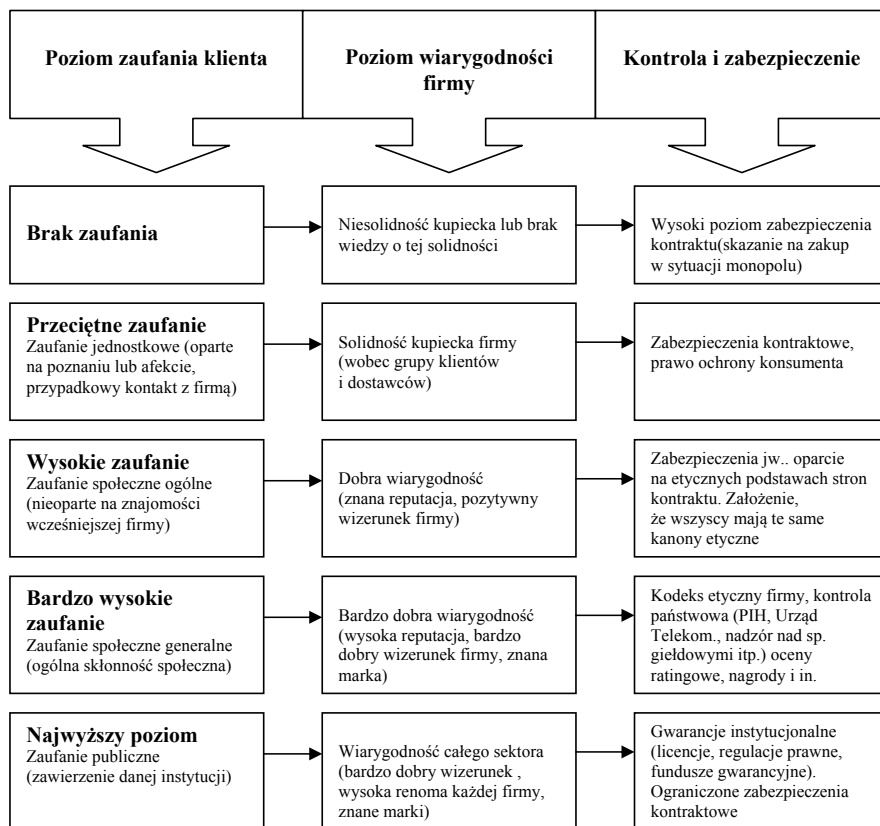 Poziom zaufania klienta
Poziom wiarygodności
firmy
Kontrola i zabezpieczenie
Brak zaufania
Niesolidność kupiecka lub brak
wiedzy o tej solidności
Wysoki poziom zabezpieczenia
kontraktu(skazanie na zakup
w sytuacji monopolu)
Przeciętne zaufanie
Zaufanie jednostkowe (oparte
na poznaniu lub afekcie,
przypadkowy kontakt z firmą)
Solidność kupiecka firmy
(wobec grupy klientów
i dostawców)
Zabezpieczenia kontraktowe,
prawo ochrony konsumenta
Wysokie zaufanie
Zaufanie społeczne ogólne
(nieoparte na znajomości
wcześniejszej firmy)
Dobra wiarygodność
(znana reputacja, pozytywny
wizerunek firmy)
Zabezpieczenia jw.. oparcie
na etycznych podstawach stron
kontraktu. Założenie,
że wszyscy mają te same
kanony etyczne
Bardzo wysokie
zaufanie
Zaufanie społeczne generalne
(ogólna skłonność społeczna)
Bardzo dobra wiarygodność
(wysoka reputacja, bardzo
dobry wizerunek firmy, znana
marka)
Kodeks etyczny firmy, kontrola
państwowa (PIH, Urząd
Telekom., nadzór nad sp.
giełdowymi itp.) oceny
ratingowe, nagrody i in.
Najwyższy poziom
Zaufanie publiczne
(zawierzenie danej instytucji)
Wiarygodność całego sektora
(bardzo dobry wizerunek ,
wysoka renoma każdej firmy,
znane marki)
Gwarancje instytucjonalne
(licencje, regulacje prawne,
fundusze gwarancyjne).
Ograniczone zabezpieczenia
kontraktowe